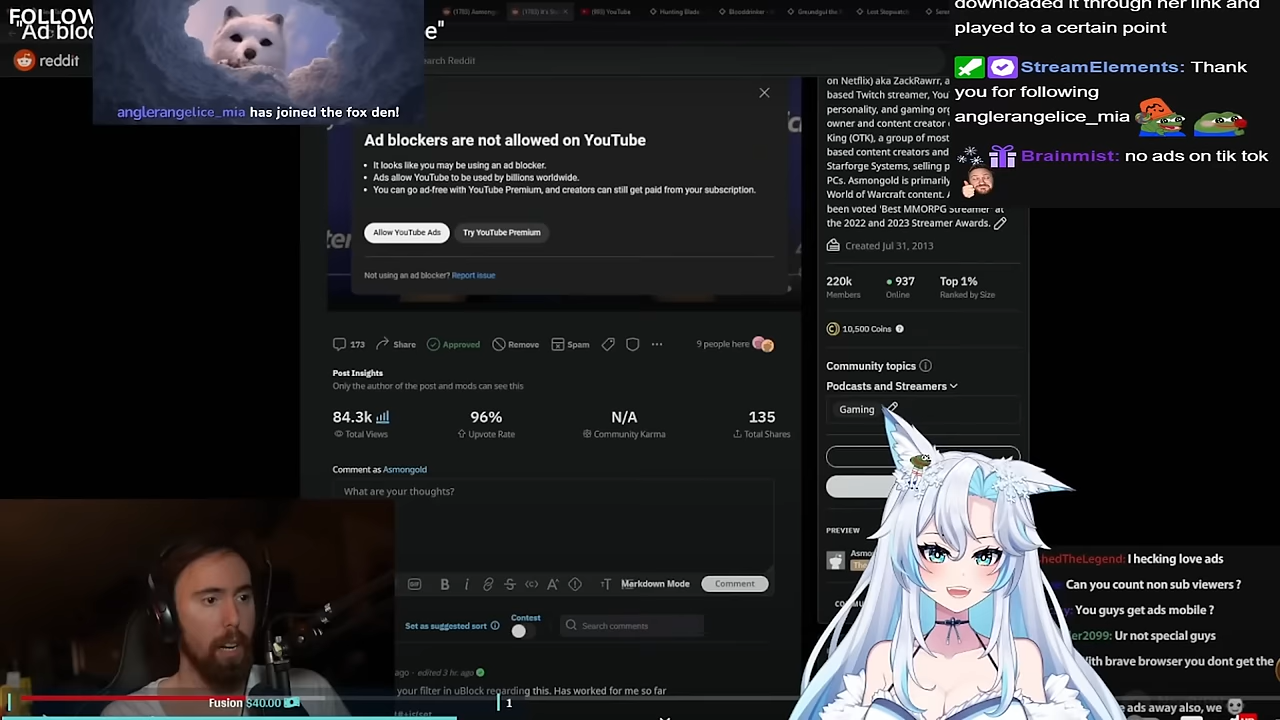 FOLLOW
"Ad bloc
e"
reddit
earch Reddit
anglerangelice_mia has joined the fox den!
Ad blockers are not allowed on YouTube
It looks like you may be using an ad blocker.
Ads allow YouTube to be used by billions worldwide.
You can go ad-free with YouTube Premium, and creators can still get paid from your subscription.
Allow YouTube Ads
Try YouTube Premium
Not using an ad blocker? Report issue
173
Share
Approved
Remove
Spam
9 people here
Post Insights
Only the author of the post and mods can see this
84.3k
Total Views
96%
Upvote Rate
N/A
Community Karma
135
Total Shares
Comment as Asmongold
What are your thoughts?
GIF
Markdown Mode
Comment
Set as suggested sort
Contest
Search comments
ago · edited 3 hr. ago
your filter in uBlock regarding this. Has worked for me so far
Fusion $40.00
1
on Netflix) aka ZackRawrr, a
based Twitch streamer, You
personality, and gaming org
owner and content creator
King (OTK), a group of most
based content creators and
Starforge Systems, selling p
PCs. Asmongold is primarily
World of Warcraft content. A
been voted 'Best MMORPG Streamer' at
the 2022 and 2023 Streamer Awards.
Created Jul 31, 2013
220k
Members
937
Online
Top 1%
Ranked by Size
10,500 Coins
Community topics
Podcasts and Streamers
Gaming
PREVIEW
Asmo
downloaded it through her link and
played to a certain point
StreamElements: Thank
you for following
anglerangelice_mia
Brainmist: no ads on tik tok
hedTheLegend: I hecking love ads
Can you count non sub viewers ?
y: You guys get ads mobile ?
er2099: Ur not special guys
With brave browser you dont get the
ads away also, we